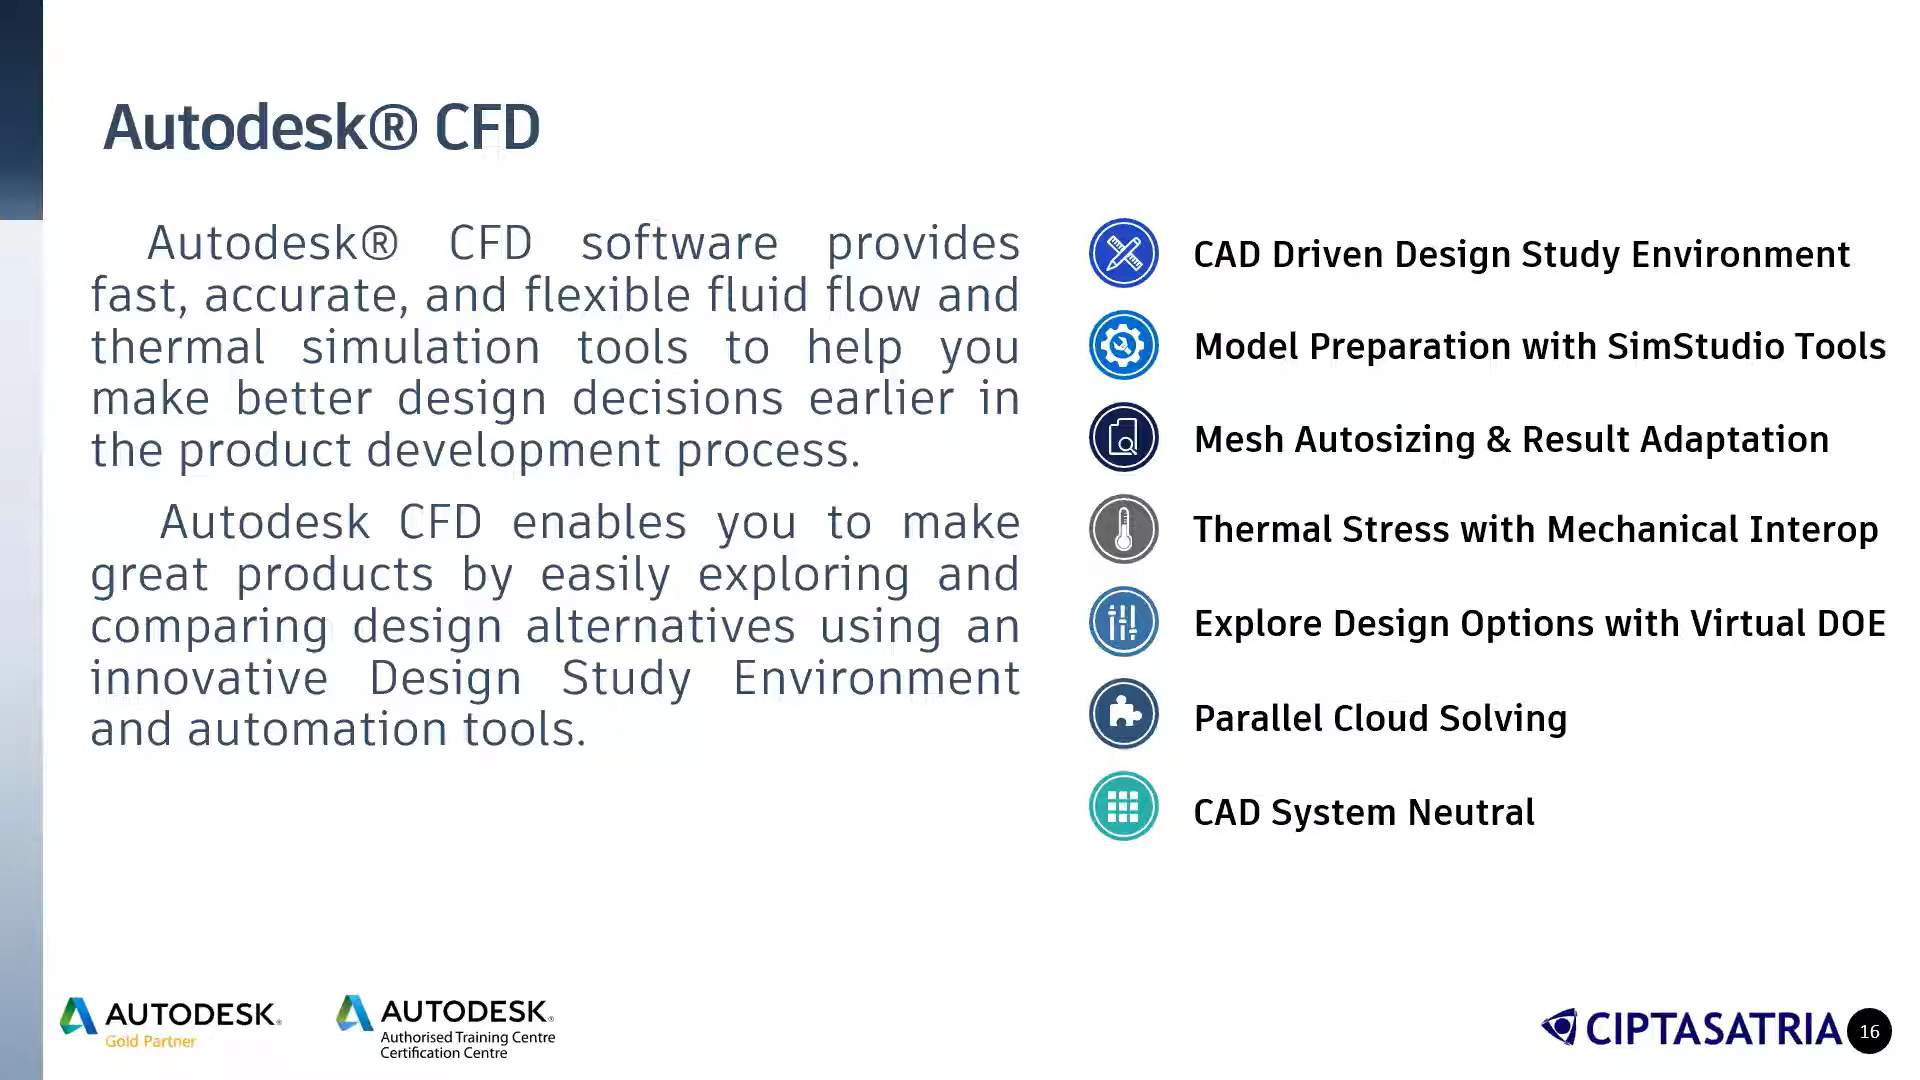 Autodesk® CFD
Autodesk® CFD software provides
fast, accurate, and flexible fluid flow and
thermal simulation tools to help you
make better design decisions earlier in
the product development process.
Autodesk CFD enables you to make
great products by easily exploring and
comparing design alternatives using an
innovative Design Study Environment
and automation tools.
CAD Driven Design Study Environment
Model Preparation with SimStudio Tools
Mesh Autosizing & Result Adaptation
Thermal Stress with Mechanical Interop
Explore Design Options with Virtual DOE
Parallel Cloud Solving
CAD System Neutral
AUTODESK®
Gold Partner
AUTODESK®
Authorised Training Centre
Certification Centre
CIPTASATRIA
16